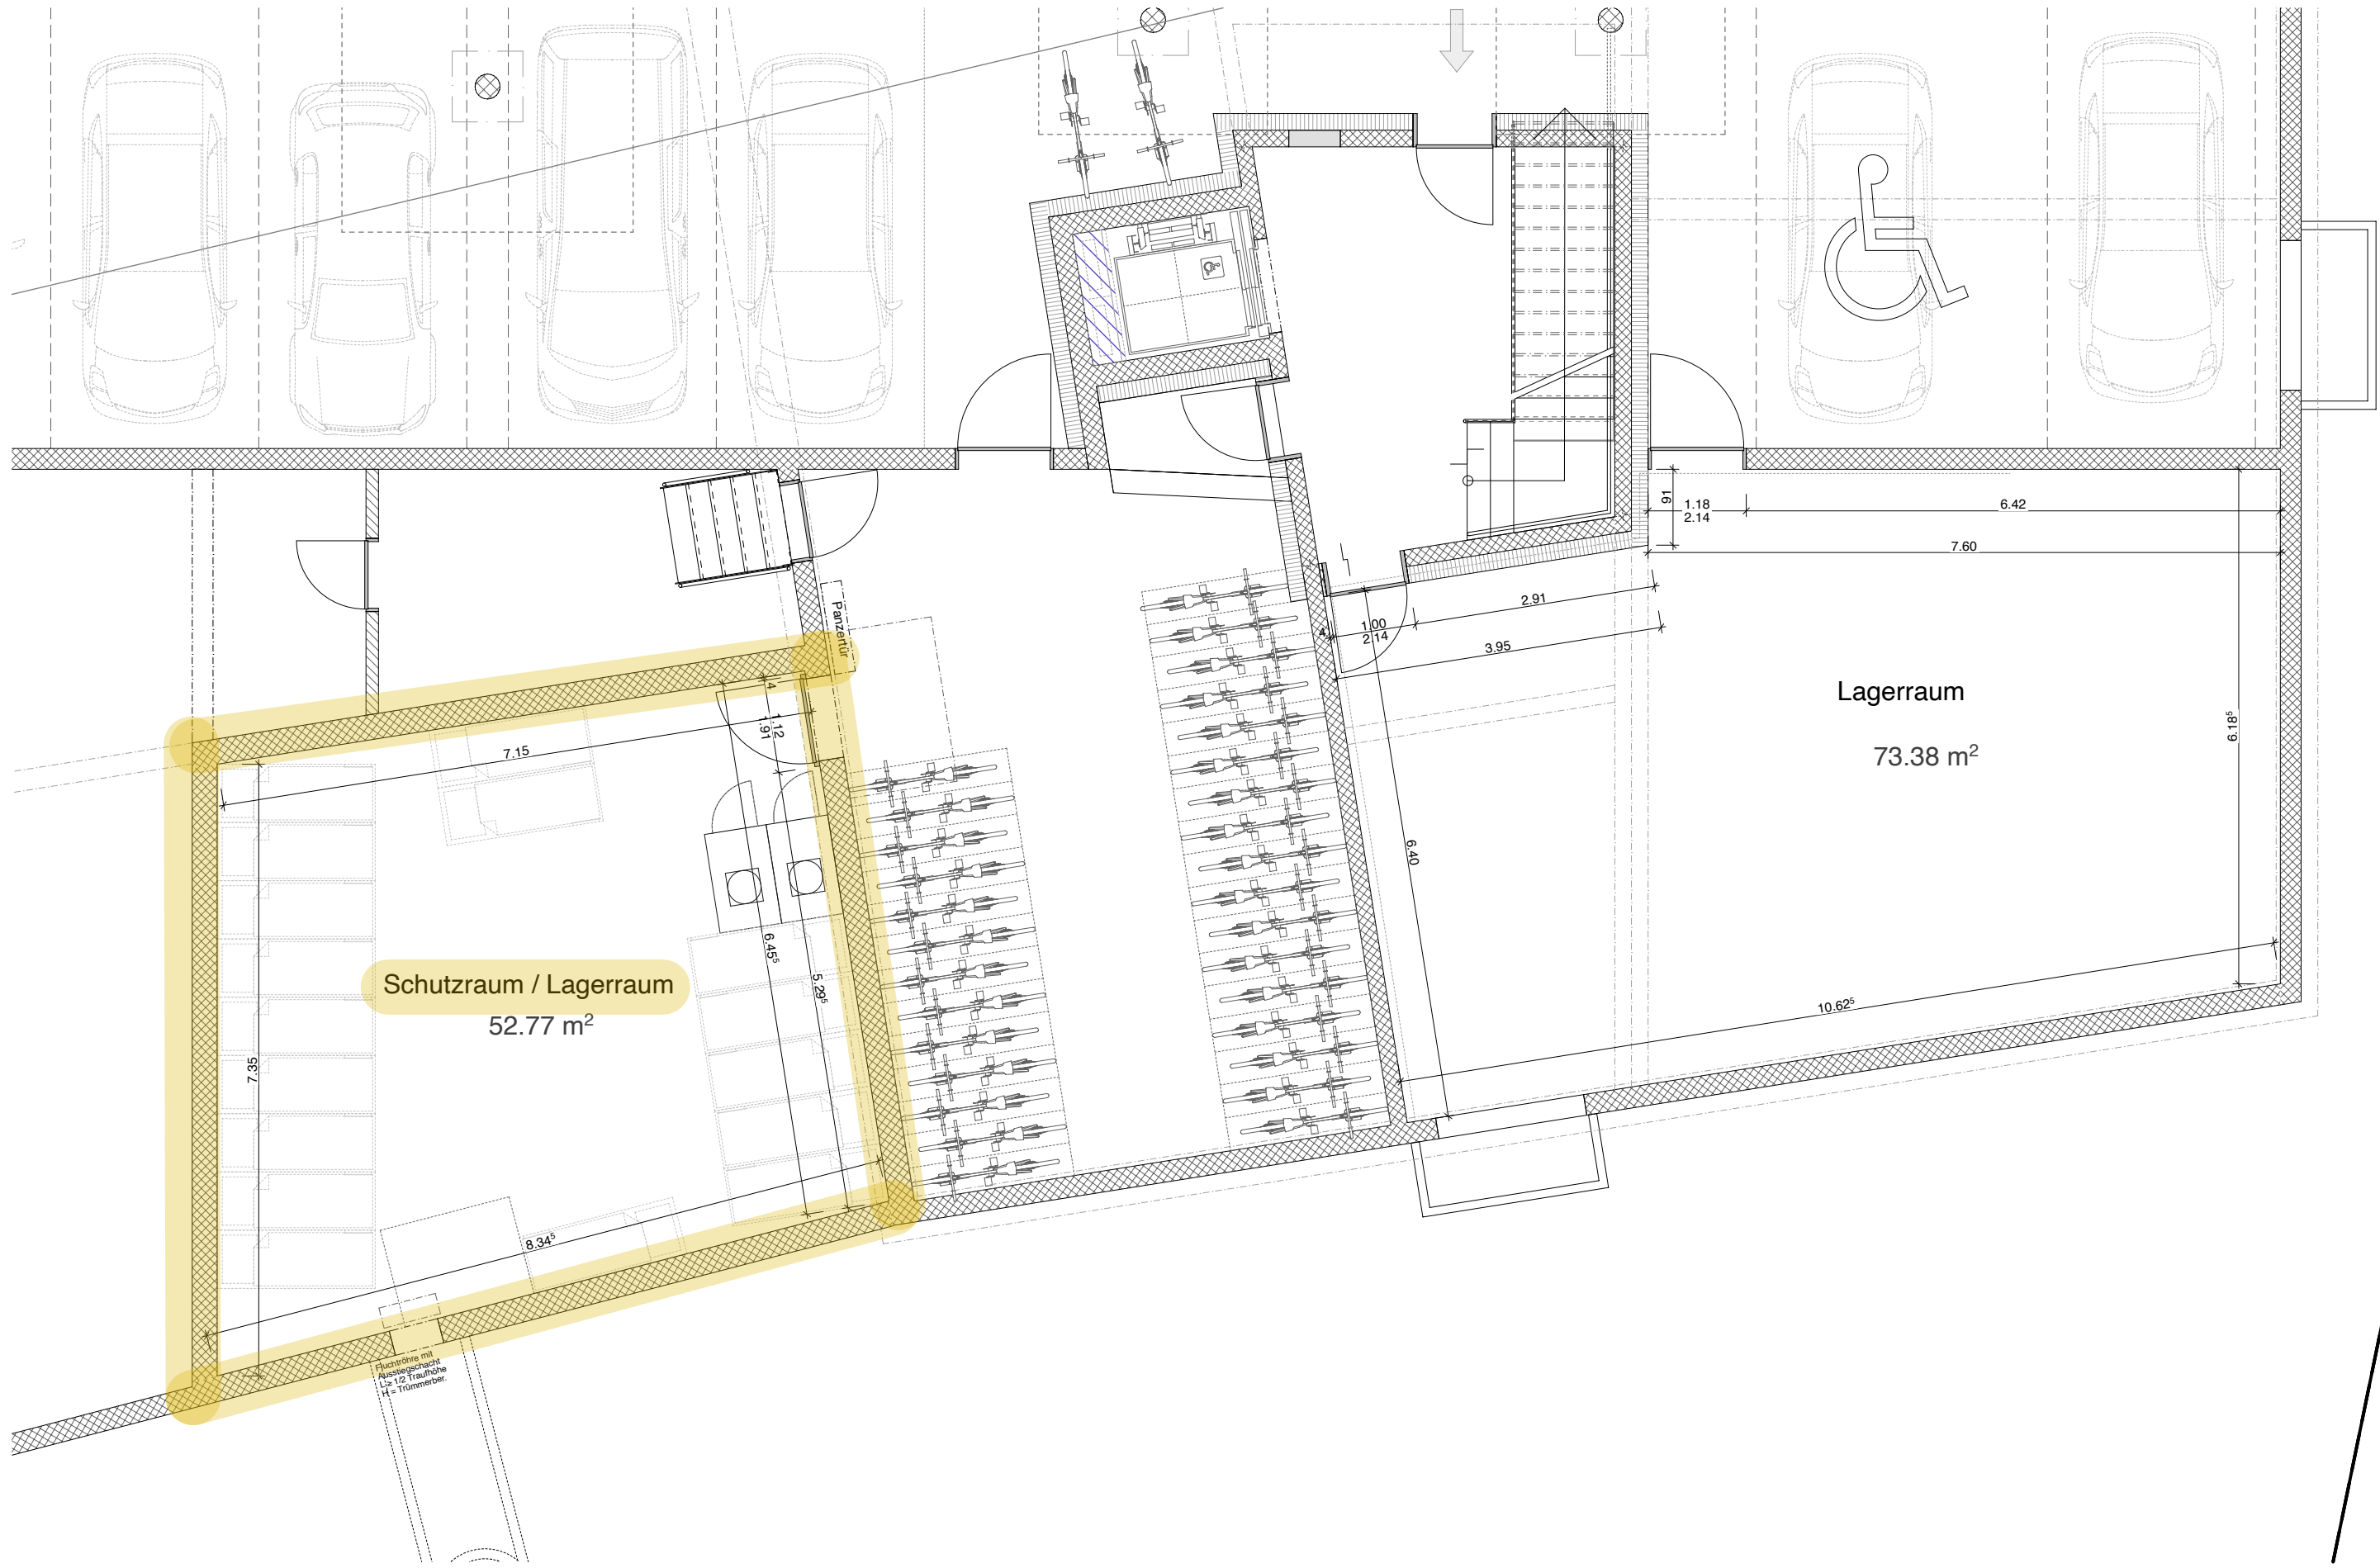 91
1.18
2.14
6.42
7.60
Panzertür
2.91
4
1.00
2.14
3.95
Lagerraum
73.38 m²
6.18⁵
4
1.12
1.91
7.15
6.40
6.45⁵
5.29⁵
Schutzraum / Lagerraum
52.77 m²
7.35
10.62⁵
8.34⁵
Fluchtröhre mit
Ausstiegschacht
L ≥ 1/2 Traufhöhe
H = Trümmerber.